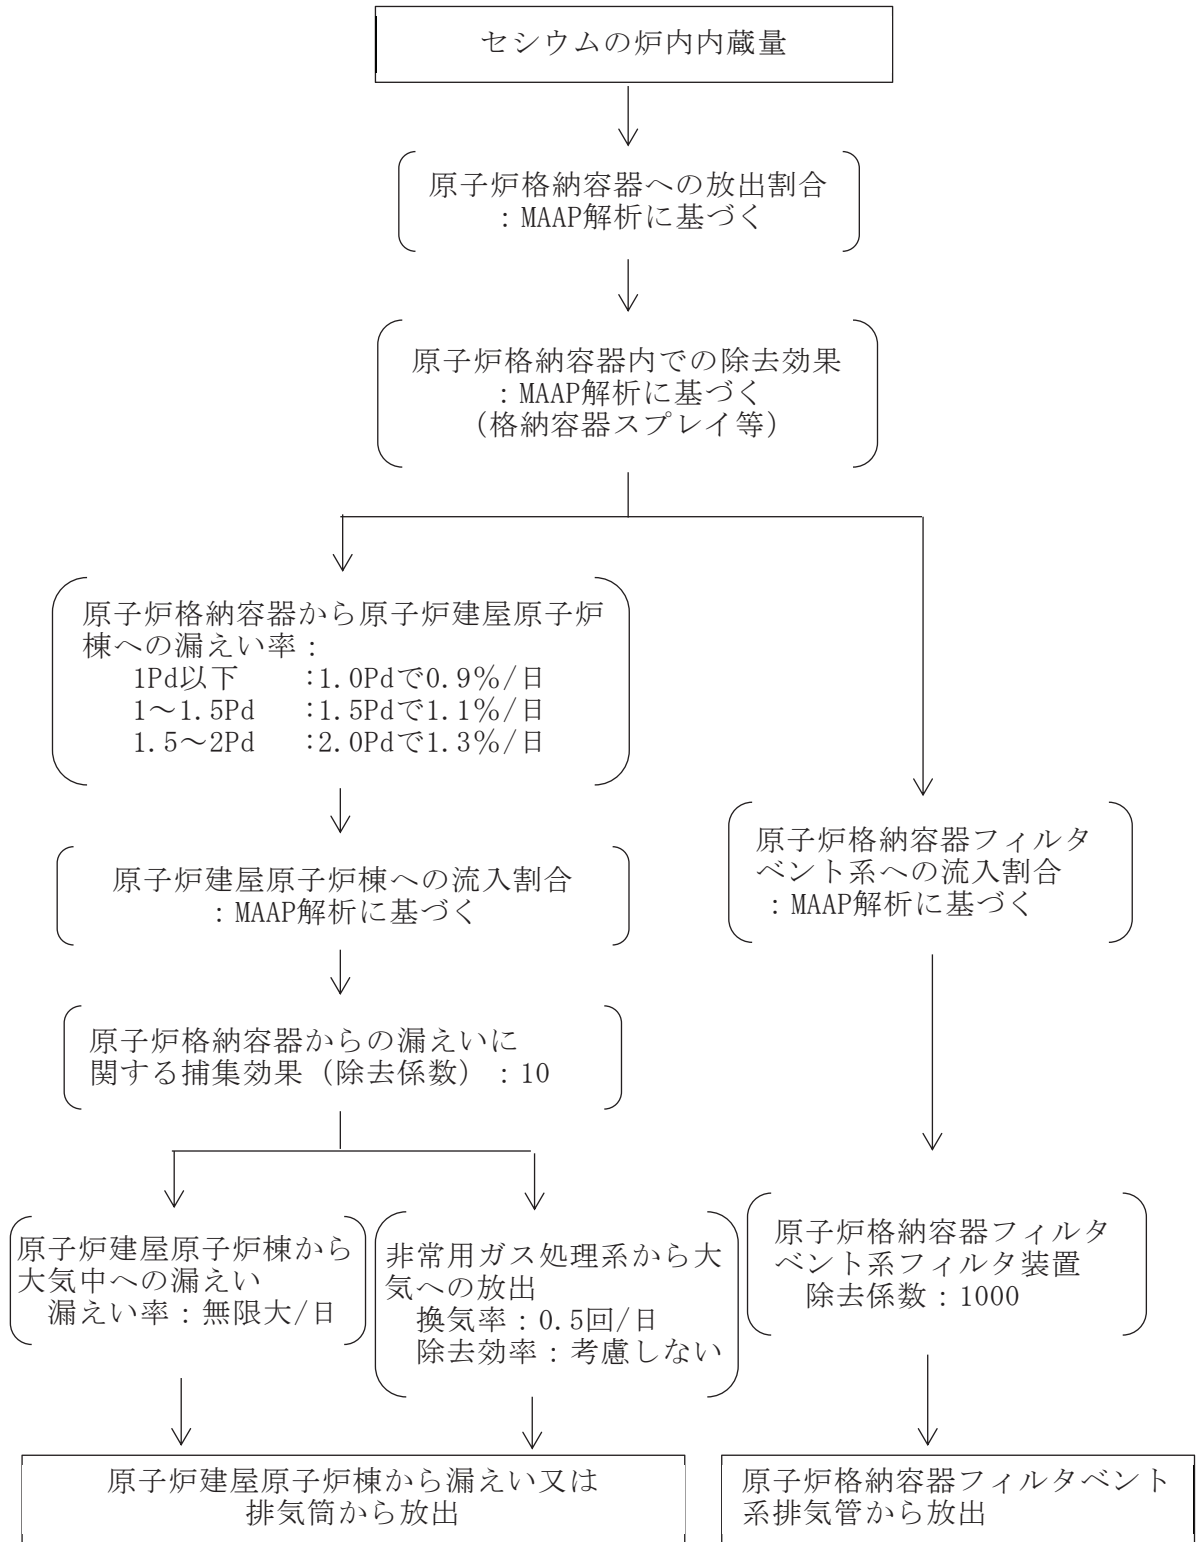 セシウムの炉内内蔵量
原子炉格納容器への放出割合
：MAAP解析に基づく
原子炉格納容器内での除去効果
：MAAP解析に基づく
（格納容器スプレイ等）
原子炉格納容器から原子炉建屋原子炉
棟への漏えい率：
1Pd以下　　:1.0Pdで0.9%/日
1～1.5Pd　:1.5Pdで1.1%/日
1.5～2Pd　:2.0Pdで1.3%/日
原子炉建屋原子炉棟への流入割合
：MAAP解析に基づく
原子炉格納容器からの漏えいに
関する捕集効果（除去係数）：10
原子炉格納容器フィルタ
ベント系への流入割合
：MAAP解析に基づく
原子炉建屋原子炉棟から
大気中への漏えい
漏えい率：無限大/日
非常用ガス処理系から大
気への放出
換気率：0.5回/日
除去効率：考慮しない
原子炉格納容器フィルタ
ベント系フィルタ装置
除去係数：1000
原子炉建屋原子炉棟から漏えい又は
排気筒から放出
原子炉格納容器フィルタベント
系排気管から放出